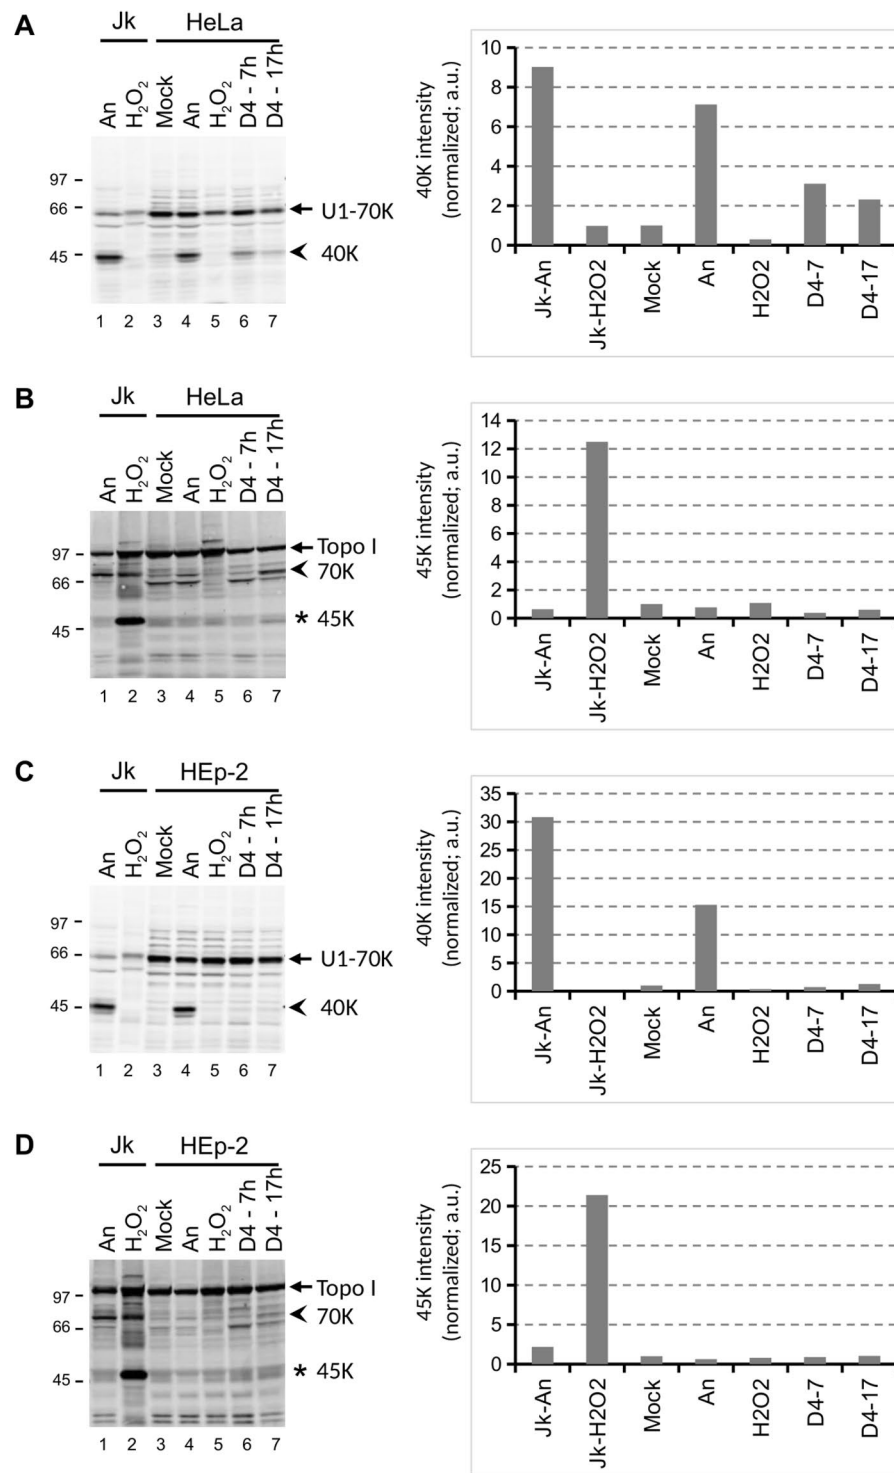 A
Jk HeLa
An H₂O₂ Mock An H₂O₂ D4 - 7h D4 - 17h
97
66
45
U1-70K
40K
1 2 3 4 5 6 7
40K intensity
(normalized; a.u.)
10
8
6
4
2
0
Jk-An Jk-H2O2 Mock An H2O2 D4-7 D4-17
B
Jk HeLa
An H₂O₂ Mock An H₂O₂ D4 - 7h D4 - 17h
97
66
45
Topo I
70K
* 45K
1 2 3 4 5 6 7
45K intensity
(normalized; a.u.)
14
12
10
8
6
4
2
0
Jk-An Jk-H2O2 Mock An H2O2 D4-7 D4-17
C
Jk HEp-2
An H₂O₂ Mock An H₂O₂ D4 - 7h D4 - 17h
97
66
45
U1-70K
40K
1 2 3 4 5 6 7
40K intensity
(normalized; a.u.)
35
30
25
20
15
10
5
0
Jk-An Jk-H2O2 Mock An H2O2 D4-7 D4-17
D
Jk HEp-2
An H₂O₂ Mock An H₂O₂ D4 - 7h D4 - 17h
97
66
45
Topo I
70K
* 45K
1 2 3 4 5 6 7
45K intensity
(normalized; a.u.)
25
20
15
10
5
0
Jk-An Jk-H2O2 Mock An H2O2 D4-7 D4-17